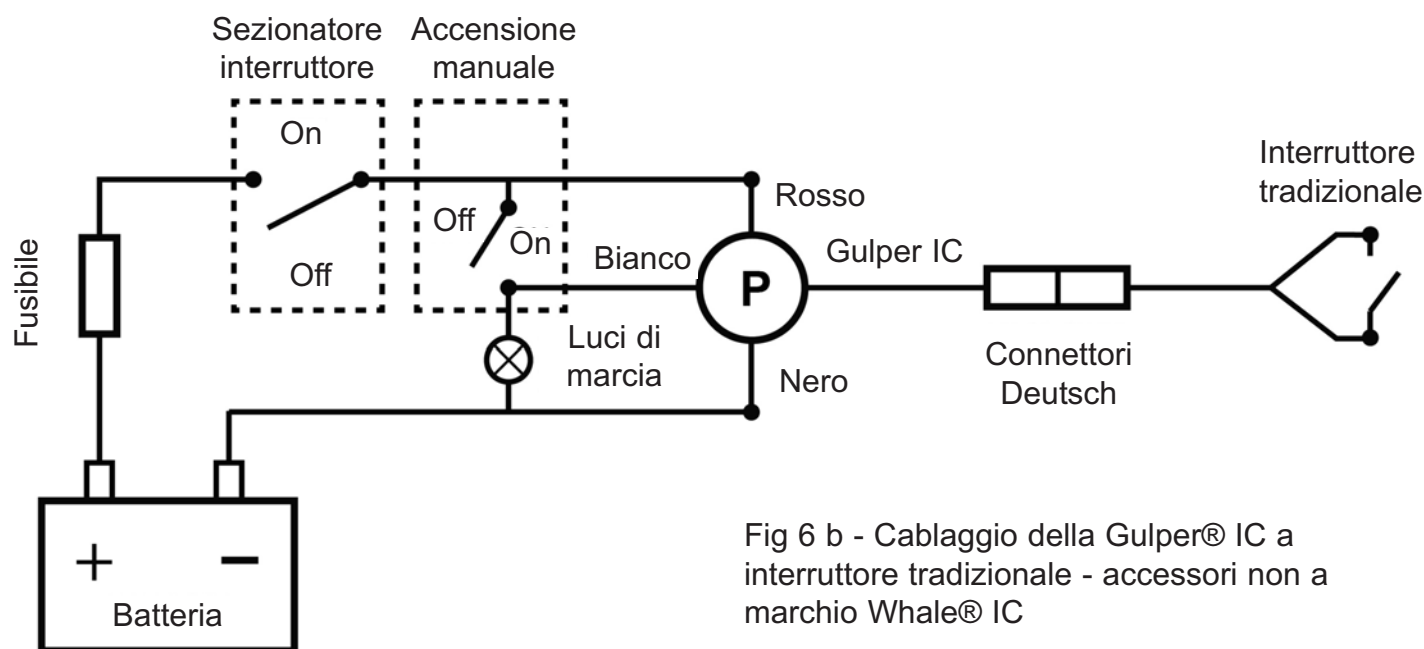 Sezionatore
interruttore
Accensione
manuale
On
Off
Off
On
Fusibile
Rosso
Bianco
P
Gulper IC
Nero
Luci di
marcia
Connettori
Deutsch
Interruttore
tradizionale
+ −
Batteria
Fig 6 b - Cablaggio della Gulper® IC a
interruttore tradizionale - accessori non a
marchio Whale® IC